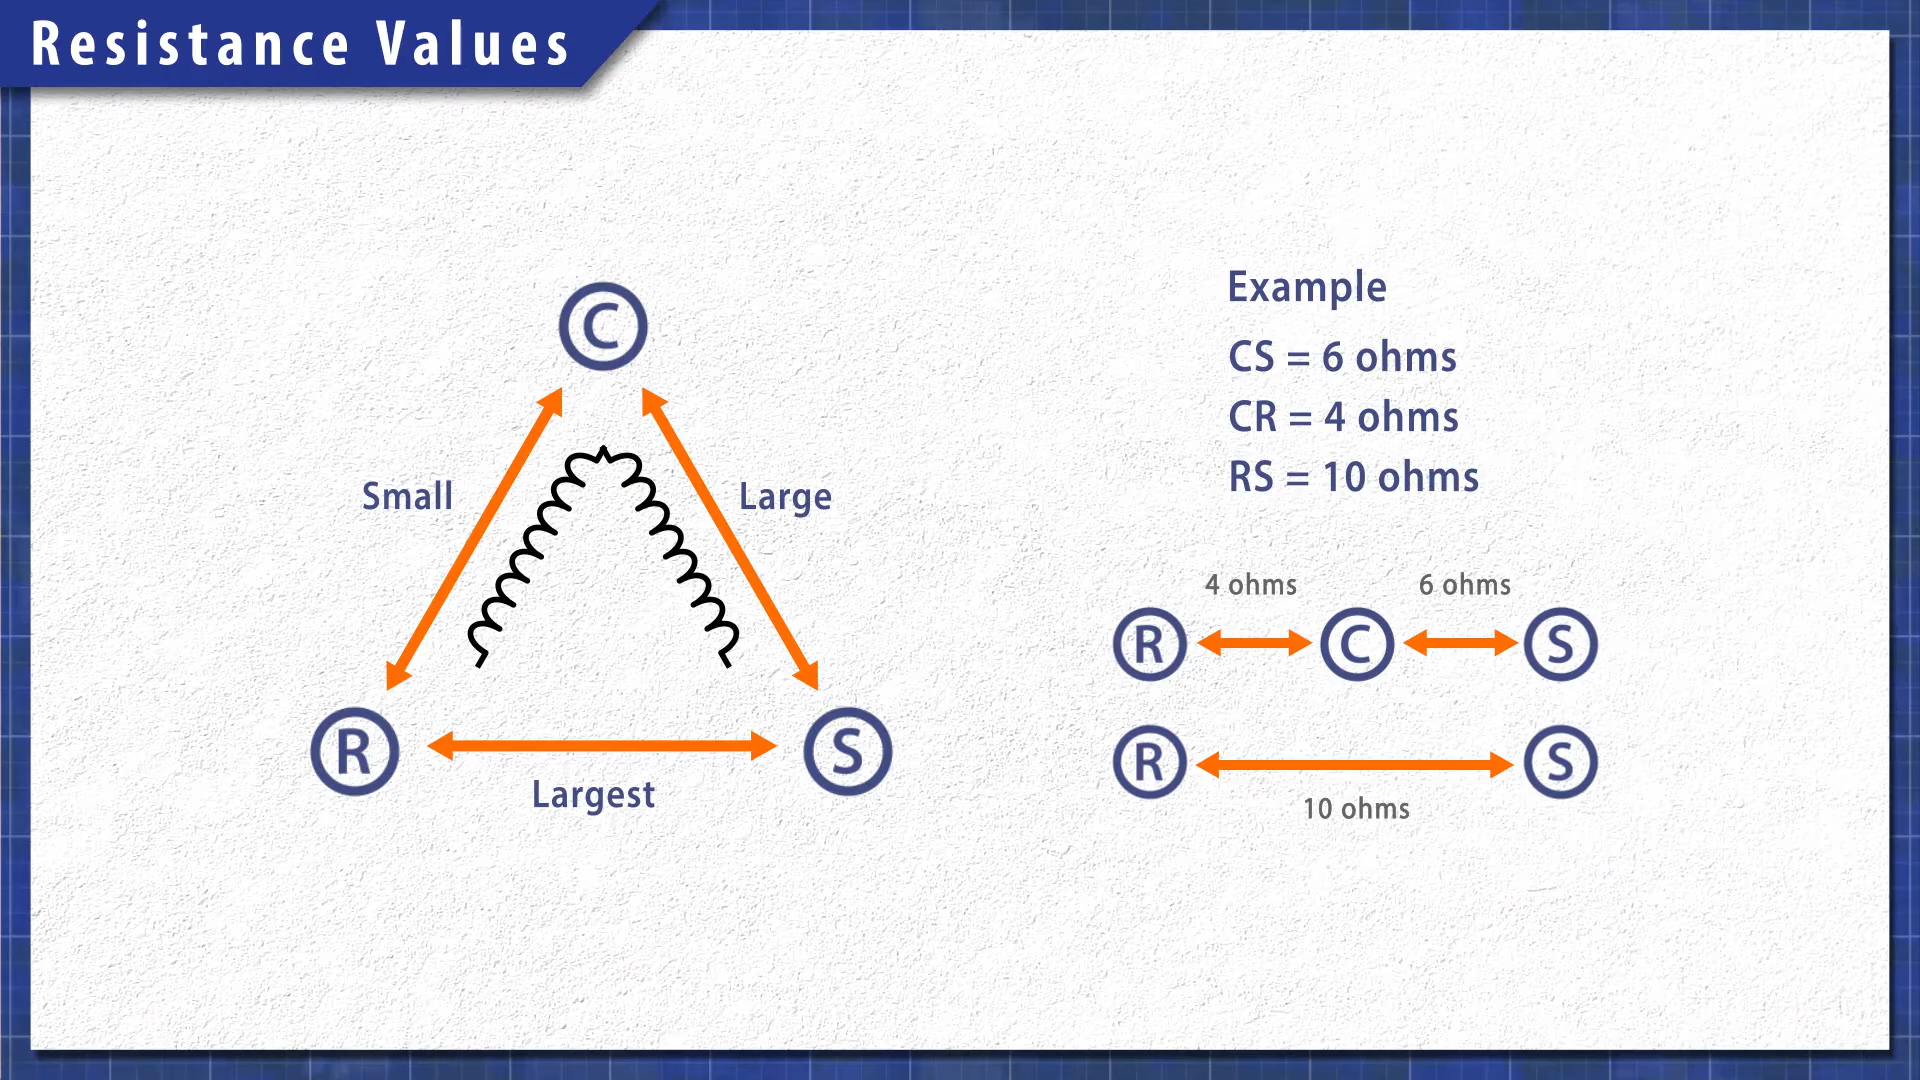 Resistance Values
C
Small
Large
R
S
Largest
Example
CS = 6 ohms
CR = 4 ohms
RS = 10 ohms
4 ohms 6 ohms
R C S
R S
10 ohms